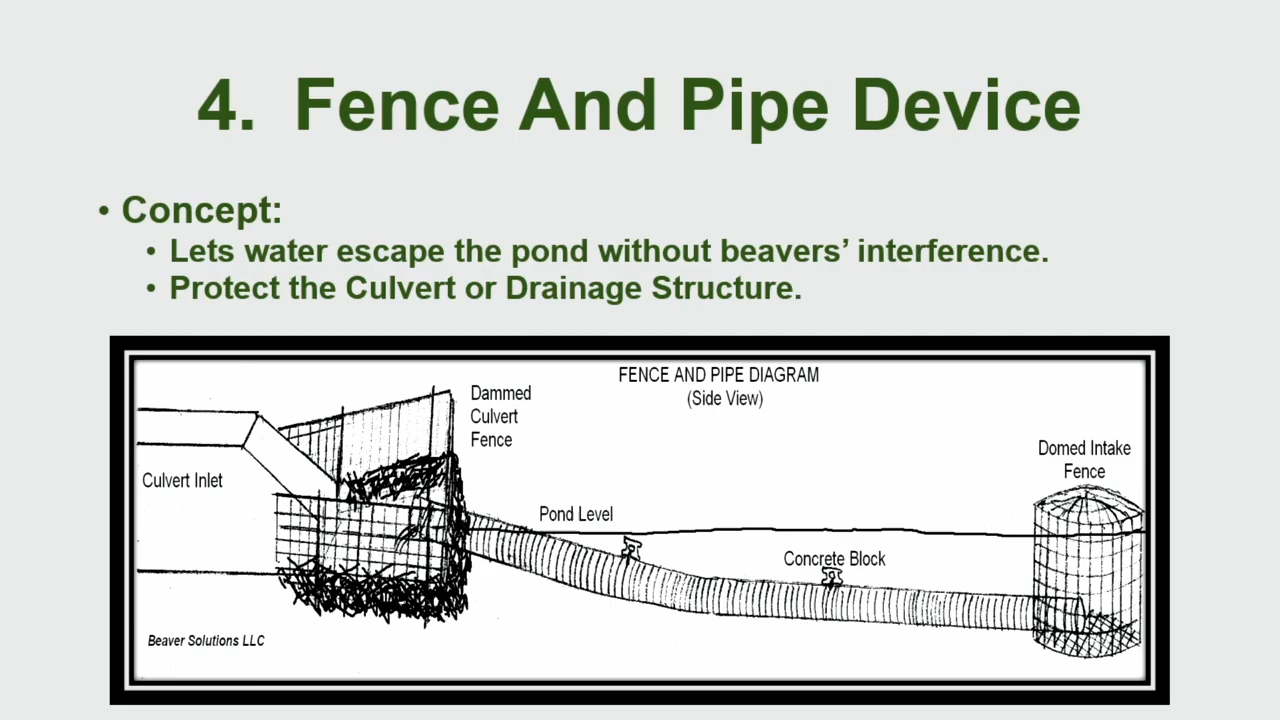 4. Fence And Pipe Device
• Concept:
• Lets water escape the pond without beavers’ interference.
• Protect the Culvert or Drainage Structure.
FENCE AND PIPE DIAGRAM
(Side View)
Dammed
Culvert
Fence
Domed Intake
Fence
Culvert Inlet
Pond Level
Concrete Block
Beaver Solutions LLC